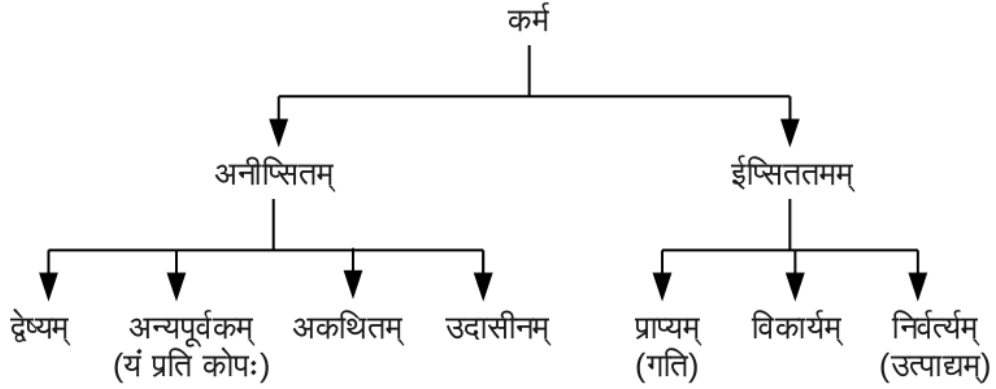 कर्म
अनीप्सितम्
ईप्सिततमम्
द्वेष्यम्
अन्यपूर्वकम्
(यं प्रति कोपः)
अकथितम्
उदासीनम्
प्राप्यम्
(गति)
विकार्यम्
निर्वर्त्यम्
(उत्पाद्यम्)